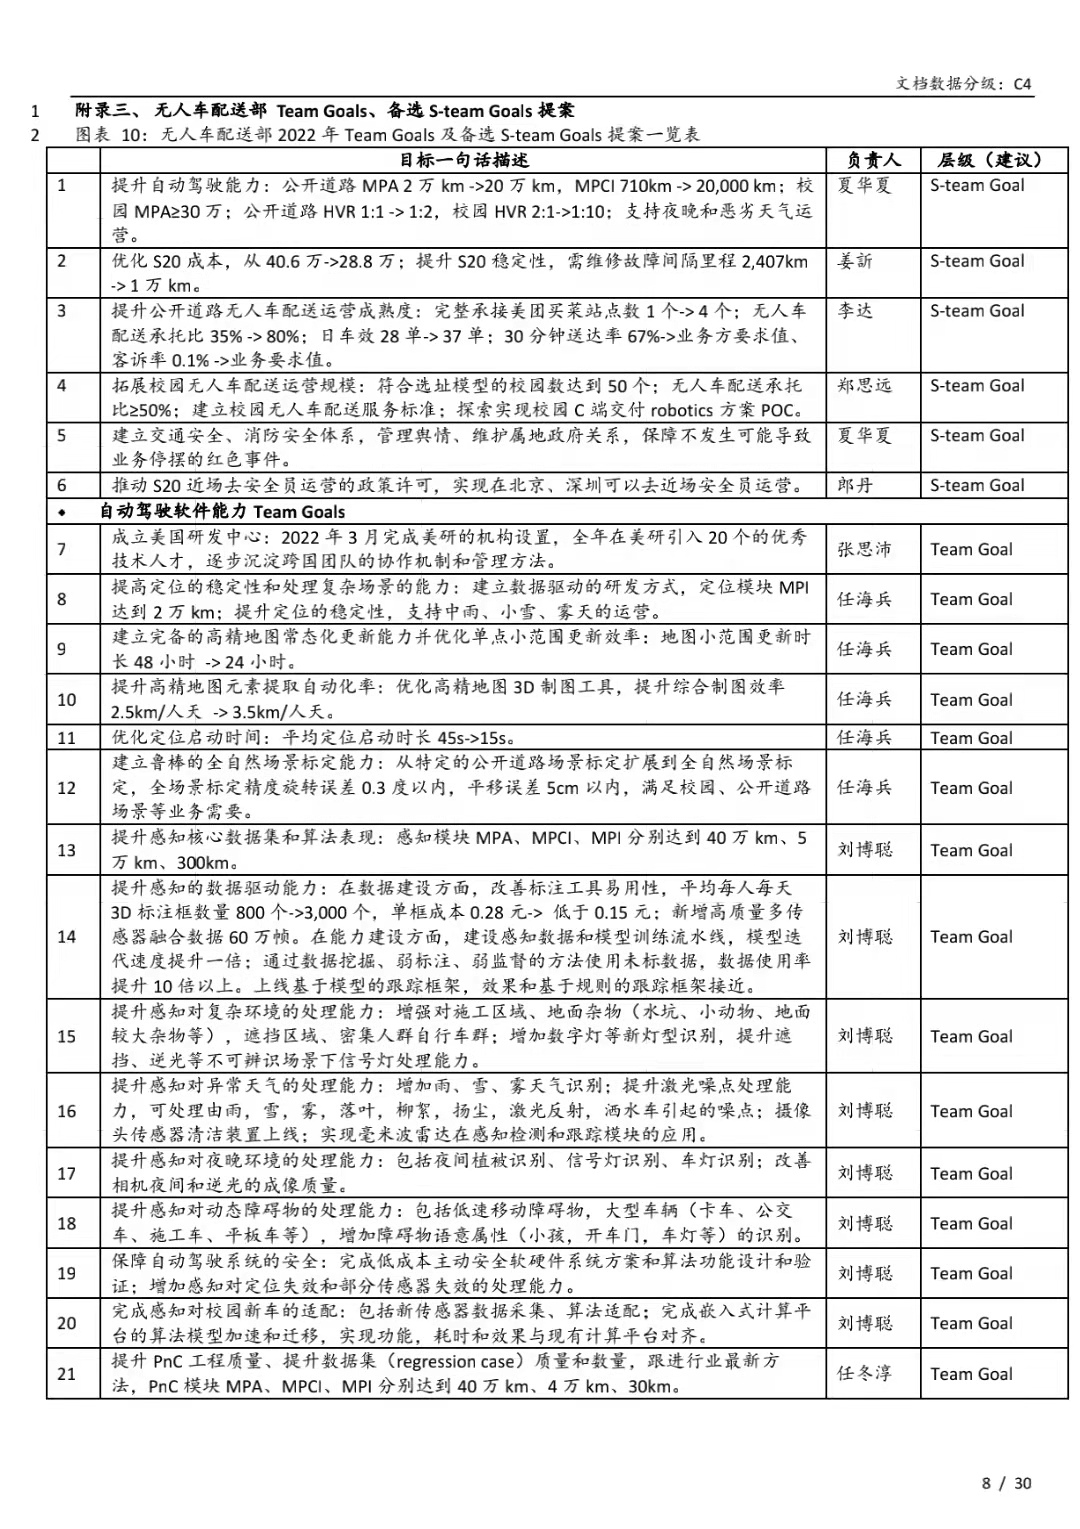 文档数据分级：C4
1 附录三、无人车配送部 Team Goals、备选 S-team Goals 提案
2 图表 10：无人车配送部 2022 年 Team Goals 及备选 S-team Goals 提案一览表
目标一句话描述 负责人 层级（建议）
1 提升自动驾驶能力：公开道路 MPA 2 万 km ->20 万 km，MPCI 710km -> 20,000 km；校 夏华夏 S-team Goal
园 MPA≥30 万；公开道路 HVR 1:1 -> 1:2，校园 HVR 2:1->1:10；支持夜晚和恶劣天气运
营。
2 优化 S20 成本，从 40.6 万->28.8 万；提升 S20 稳定性，需维修故障间隔里程 2,407km 姜訢 S-team Goal
-> 1 万 km。
3 提升公开道路无人车配送运营成熟度：完整承接美团买菜站点数 1 个-> 4 个；无人车 李达 S-team Goal
配送承托比 35% -> 80%；日车效 28 单-> 37 单；30 分钟送达率 67%->业务方要求值、
客诉率 0.1% ->业务要求值。
4 拓展校园无人车配送运营规模：符合选址模型的校园数达到 50 个；无人车配送承托 郑思远 S-team Goal
比≥50%；建立校园无人车配送服务标准；探索实现校园 C 端交付 robotics 方案 POC。
5 建立交通安全、消防安全体系，管理舆情、维护属地政府关系，保障不发生可能导致 夏华夏 S-team Goal
业务停摆的红色事件。
6 推动 S20 近场去安全员运营的政策许可，实现在北京、深圳可以去近场安全员运营。 郎丹 S-team Goal
◆ 自动驾驶软件能力 Team Goals
7 成立美国研发中心：2022 年 3 月完成美研的机构设置，全年在美研引入 20 个的优秀 张思沛 Team Goal
技术人才，逐步沉淀跨国团队的协作机制和管理方法。
8 提高定位的稳定性和处理复杂场景的能力：建立数据驱动的研发方式，定位模块 MPI 任海兵 Team Goal
达到 2 万 km；提升定位的稳定性，支持中雨、小雪、雾天的运营。
9 建立完备的高精地图常态化更新能力并优化单点小范围更新效率：地图小范围更新时 任海兵 Team Goal
长 48 小时 -> 24 小时。
10 提升高精地图元素提取自动化率：优化高精地图 3D 制图工具，提升综合制图效率 任海兵 Team Goal
2.5km/人天 -> 3.5km/人天。
11 优化定位启动时间：平均定位启动时长 45s->15s。 任海兵 Team Goal
12 建立鲁棒的全自然场景标定能力：从特定的公开道路场景标定扩展到全自然场景标 任海兵 Team Goal
定，全场景标定精度旋转误差 0.3 度以内，平移误差 5cm 以内，满足校园、公开道路
场景等业务需要。
13 提升感知核心数据集和算法表现：感知模块 MPA、MPCI、MPI 分别达到 40 万 km、5 刘博聪 Team Goal
万 km、300km。
14 提升感知的数据驱动能力：在数据建设方面，改善标注工具易用性，平均每人每天 刘博聪 Team Goal
3D 标注框数量 800 个->3,000 个，单框成本 0.28 元-> 低于 0.15 元；新增高质量多传
感器融合数据 60 万帧。在能力建设方面，建设感知数据和模型训练流水线，模型迭
代速度提升一倍；通过数据挖掘、弱标注、弱监督的方法使用未标数据，数据使用率
提升 10 倍以上。上线基于模型的跟踪框架，效果和基于规则的跟踪框架接近。
15 提升感知对复杂环境的处理能力：增强对施工区域、地面杂物（水坑、小动物、地面 刘博聪 Team Goal
较大杂物等），遮挡区域、密集人群自行车群；增加数字灯等新灯型识别，提升遮
挡、逆光等不可辨识场景下信号灯处理能力。
16 提升感知对异常天气的处理能力：增加雨、雪、雾天气识别；提升激光噪点处理能 刘博聪 Team Goal
力，可处理由雨，雪，雾，落叶，柳絮，扬尘，激光反射，洒水车引起的噪点；摄像
头传感器清洁装置上线；实现毫米波雷达在感知检测和跟踪模块的应用。
17 提升感知对夜晚环境的处理能力：包括夜间植被识别、信号灯识别、车灯识别；改善 刘博聪 Team Goal
相机夜间和逆光的成像质量。
18 提升感知对动态障碍物的处理能力：包括低速移动障碍物，大型车辆（卡车、公交 刘博聪 Team Goal
车、施工车、平板车等），增加障碍物语意属性（小孩，开车门，车灯等）的识别。
19 保障自动驾驶系统的安全：完成低成本主动安全软硬件系统方案和算法功能设计和验 刘博聪 Team Goal
证；增加感知对定位失效和部分传感器失效的处理能力。
20 完成感知对校园新车的适配：包括新传感器数据采集、算法适配；完成嵌入式计算平 刘博聪 Team Goal
台的算法模型加速和迁移，实现功能，耗时和效果与现有计算平台对齐。
21 提升 PnC 工程质量、提升数据集（regression case）质量和数量，跟进行业最新方 任冬淳 Team Goal
法，PnC 模块 MPA、MPCI、MPI 分别达到 40 万 km、4 万 km、30km。
8 / 30